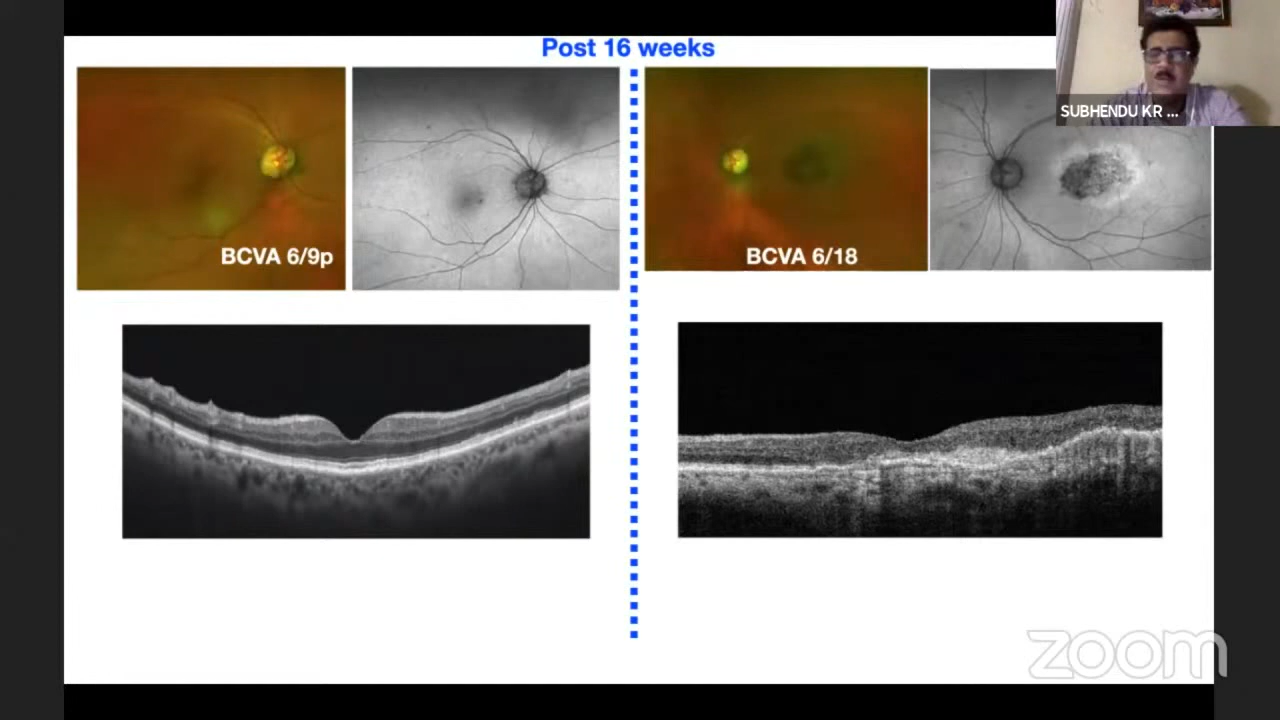 Post 16 weeks
SUBHENDU KR ...
BCVA 6/9p
BCVA 6/18
zoom